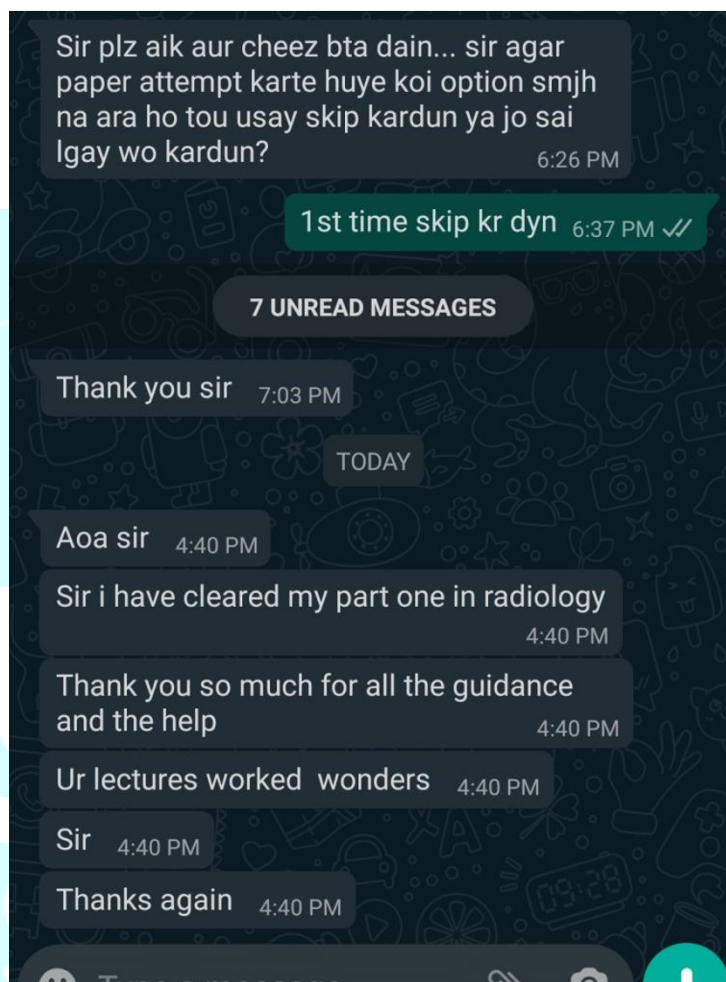 Sir plz aik aur cheez bta dain... sir agar
paper attempt karte huye koi option smjh
na ara ho tou usay skip kardun ya jo sai
lgay wo kardun?
6:26 PM
1st time skip kr dyn 6:37 PM
7 UNREAD MESSAGES
Thank you sir 7:03 PM
TODAY
Aoa sir 4:40 PM
Sir i have cleared my part one in radiology
4:40 PM
Thank you so much for all the guidance
and the help 4:40 PM
Ur lectures worked wonders 4:40 PM
Sir 4:40 PM
Thanks again 4:40 PM